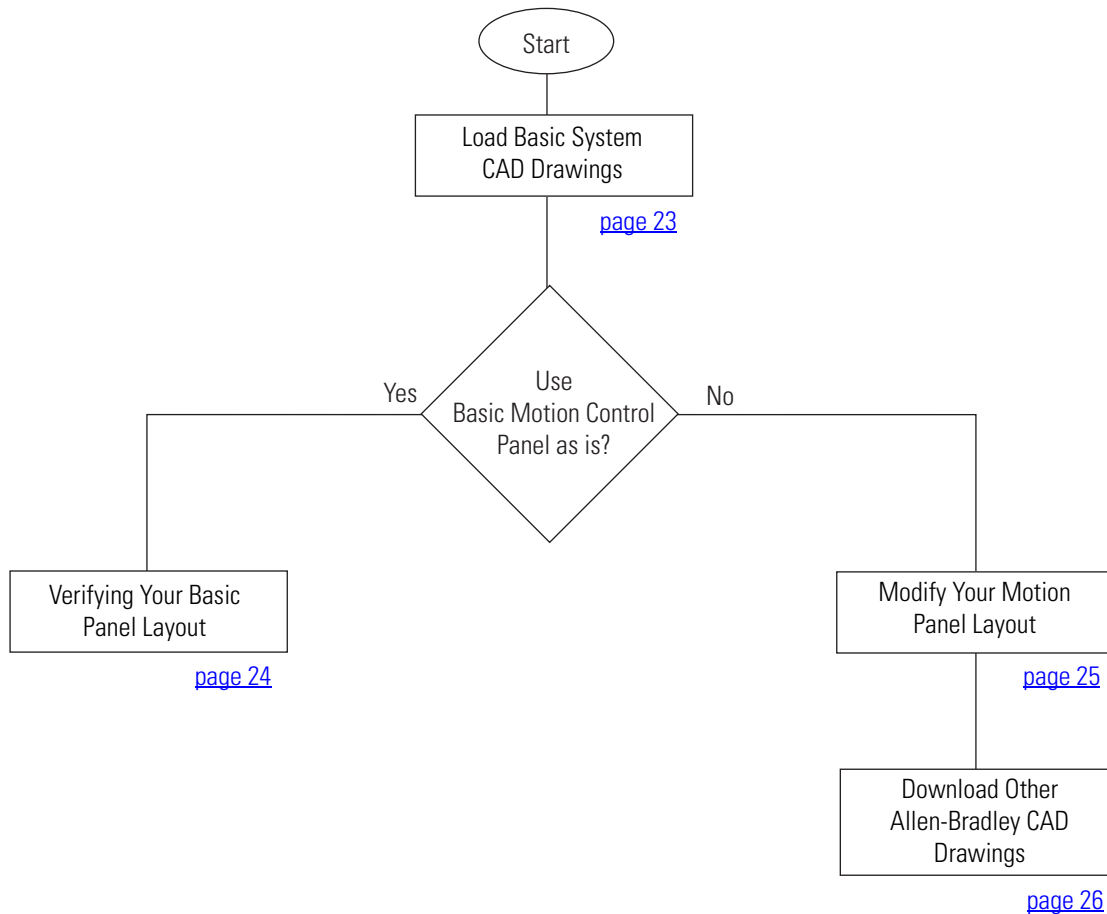 Start
Load Basic System
CAD Drawings
page 23
Use
Basic Motion Control
Panel as is?
Yes
No
Verifying Your Basic
Panel Layout
page 24
Modify Your Motion
Panel Layout
page 25
Download Other
Allen-Bradley CAD
Drawings
page 26